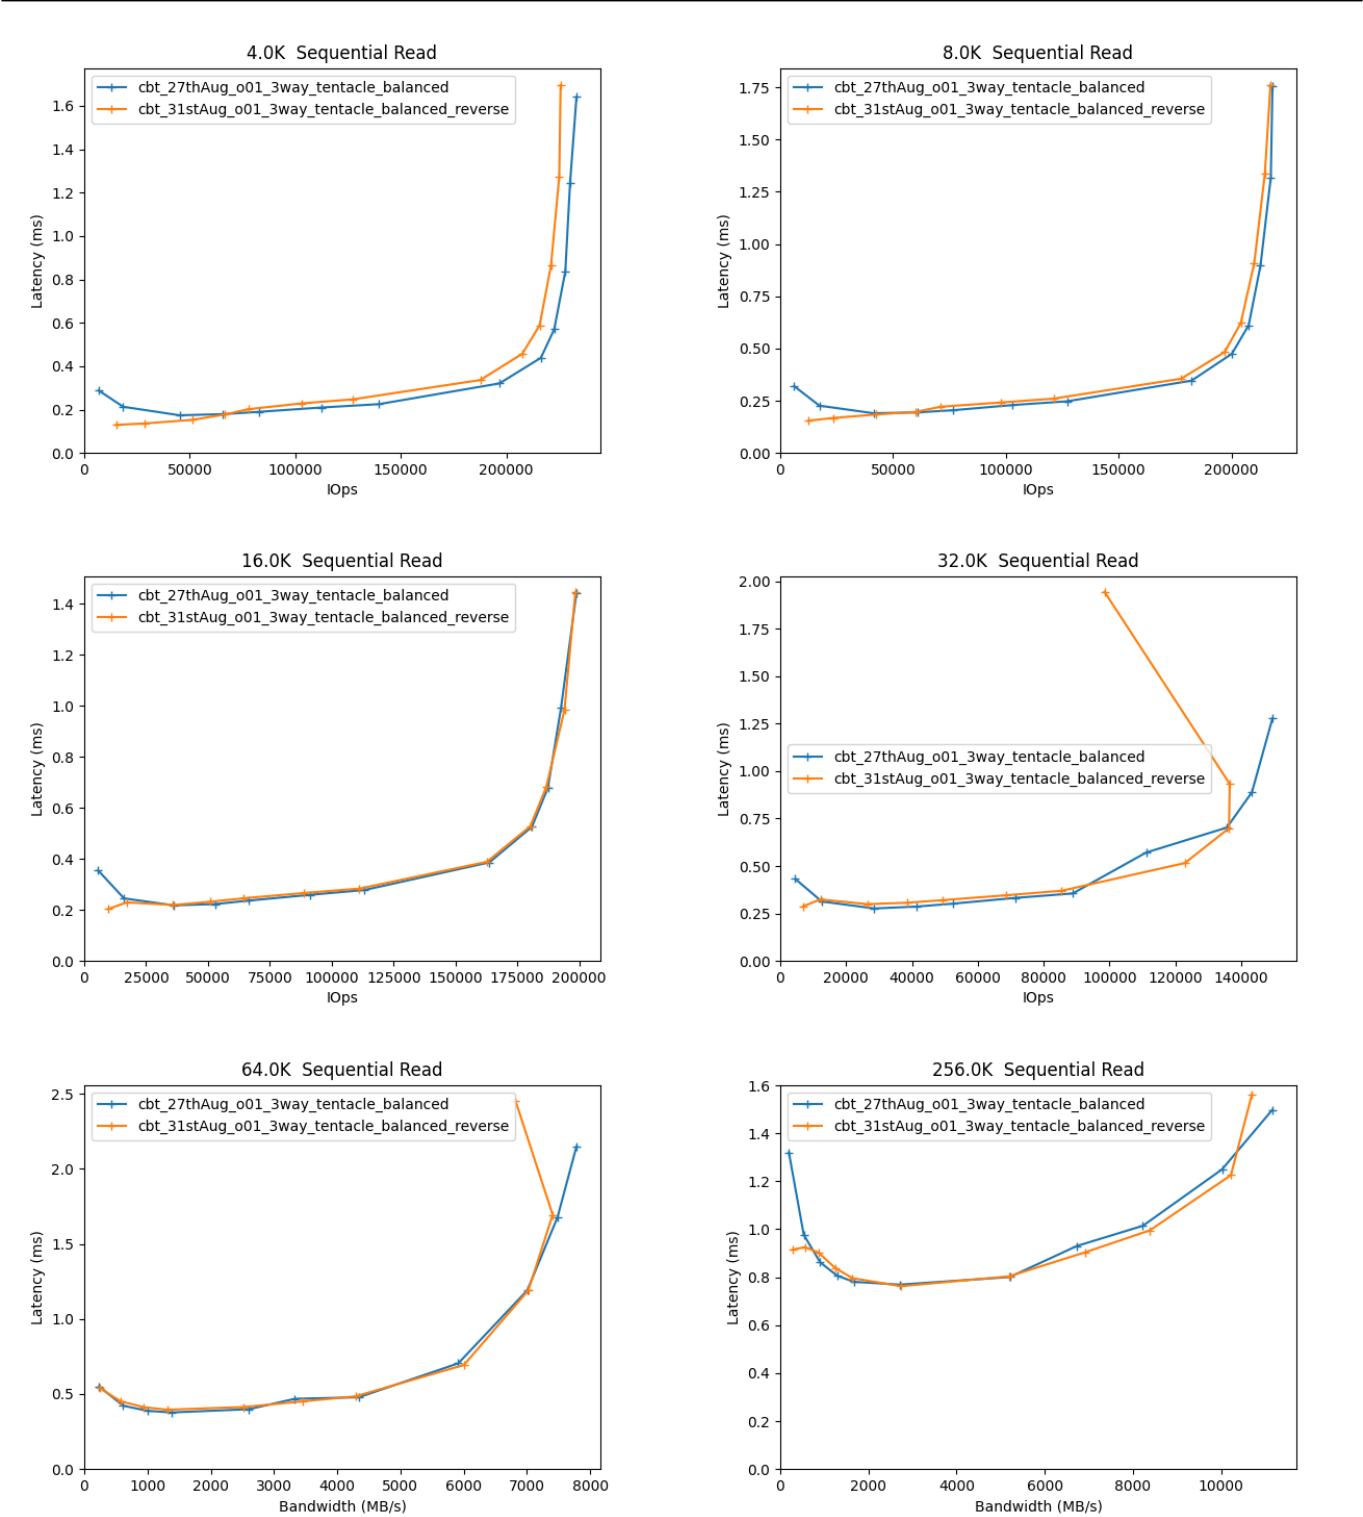 4.0K  Sequential Read
cbt_27thAug_o01_3way_tentacle_balanced
cbt_31stAug_o01_3way_tentacle_balanced_reverse
Latency (ms)
1.6
1.4
1.2
1.0
0.8
0.6
0.4
0.2
0.0
0 50000 100000 150000 200000
IOps
8.0K  Sequential Read
cbt_27thAug_o01_3way_tentacle_balanced
cbt_31stAug_o01_3way_tentacle_balanced_reverse
Latency (ms)
1.75
1.50
1.25
1.00
0.75
0.50
0.25
0.00
0 50000 100000 150000 200000
IOps
16.0K  Sequential Read
cbt_27thAug_o01_3way_tentacle_balanced
cbt_31stAug_o01_3way_tentacle_balanced_reverse
Latency (ms)
1.4
1.2
1.0
0.8
0.6
0.4
0.2
0.0
0 25000 50000 75000 100000 125000 150000 175000 200000
IOps
32.0K  Sequential Read
cbt_27thAug_o01_3way_tentacle_balanced
cbt_31stAug_o01_3way_tentacle_balanced_reverse
Latency (ms)
2.00
1.75
1.50
1.25
1.00
0.75
0.50
0.25
0.00
0 20000 40000 60000 80000 100000 120000 140000
IOps
64.0K  Sequential Read
cbt_27thAug_o01_3way_tentacle_balanced
cbt_31stAug_o01_3way_tentacle_balanced_reverse
Latency (ms)
2.5
2.0
1.5
1.0
0.5
0.0
0 1000 2000 3000 4000 5000 6000 7000 8000
Bandwidth (MB/s)
256.0K  Sequential Read
cbt_27thAug_o01_3way_tentacle_balanced
cbt_31stAug_o01_3way_tentacle_balanced_reverse
Latency (ms)
1.6
1.4
1.2
1.0
0.8
0.6
0.4
0.2
0.0
0 2000 4000 6000 8000 10000
Bandwidth (MB/s)